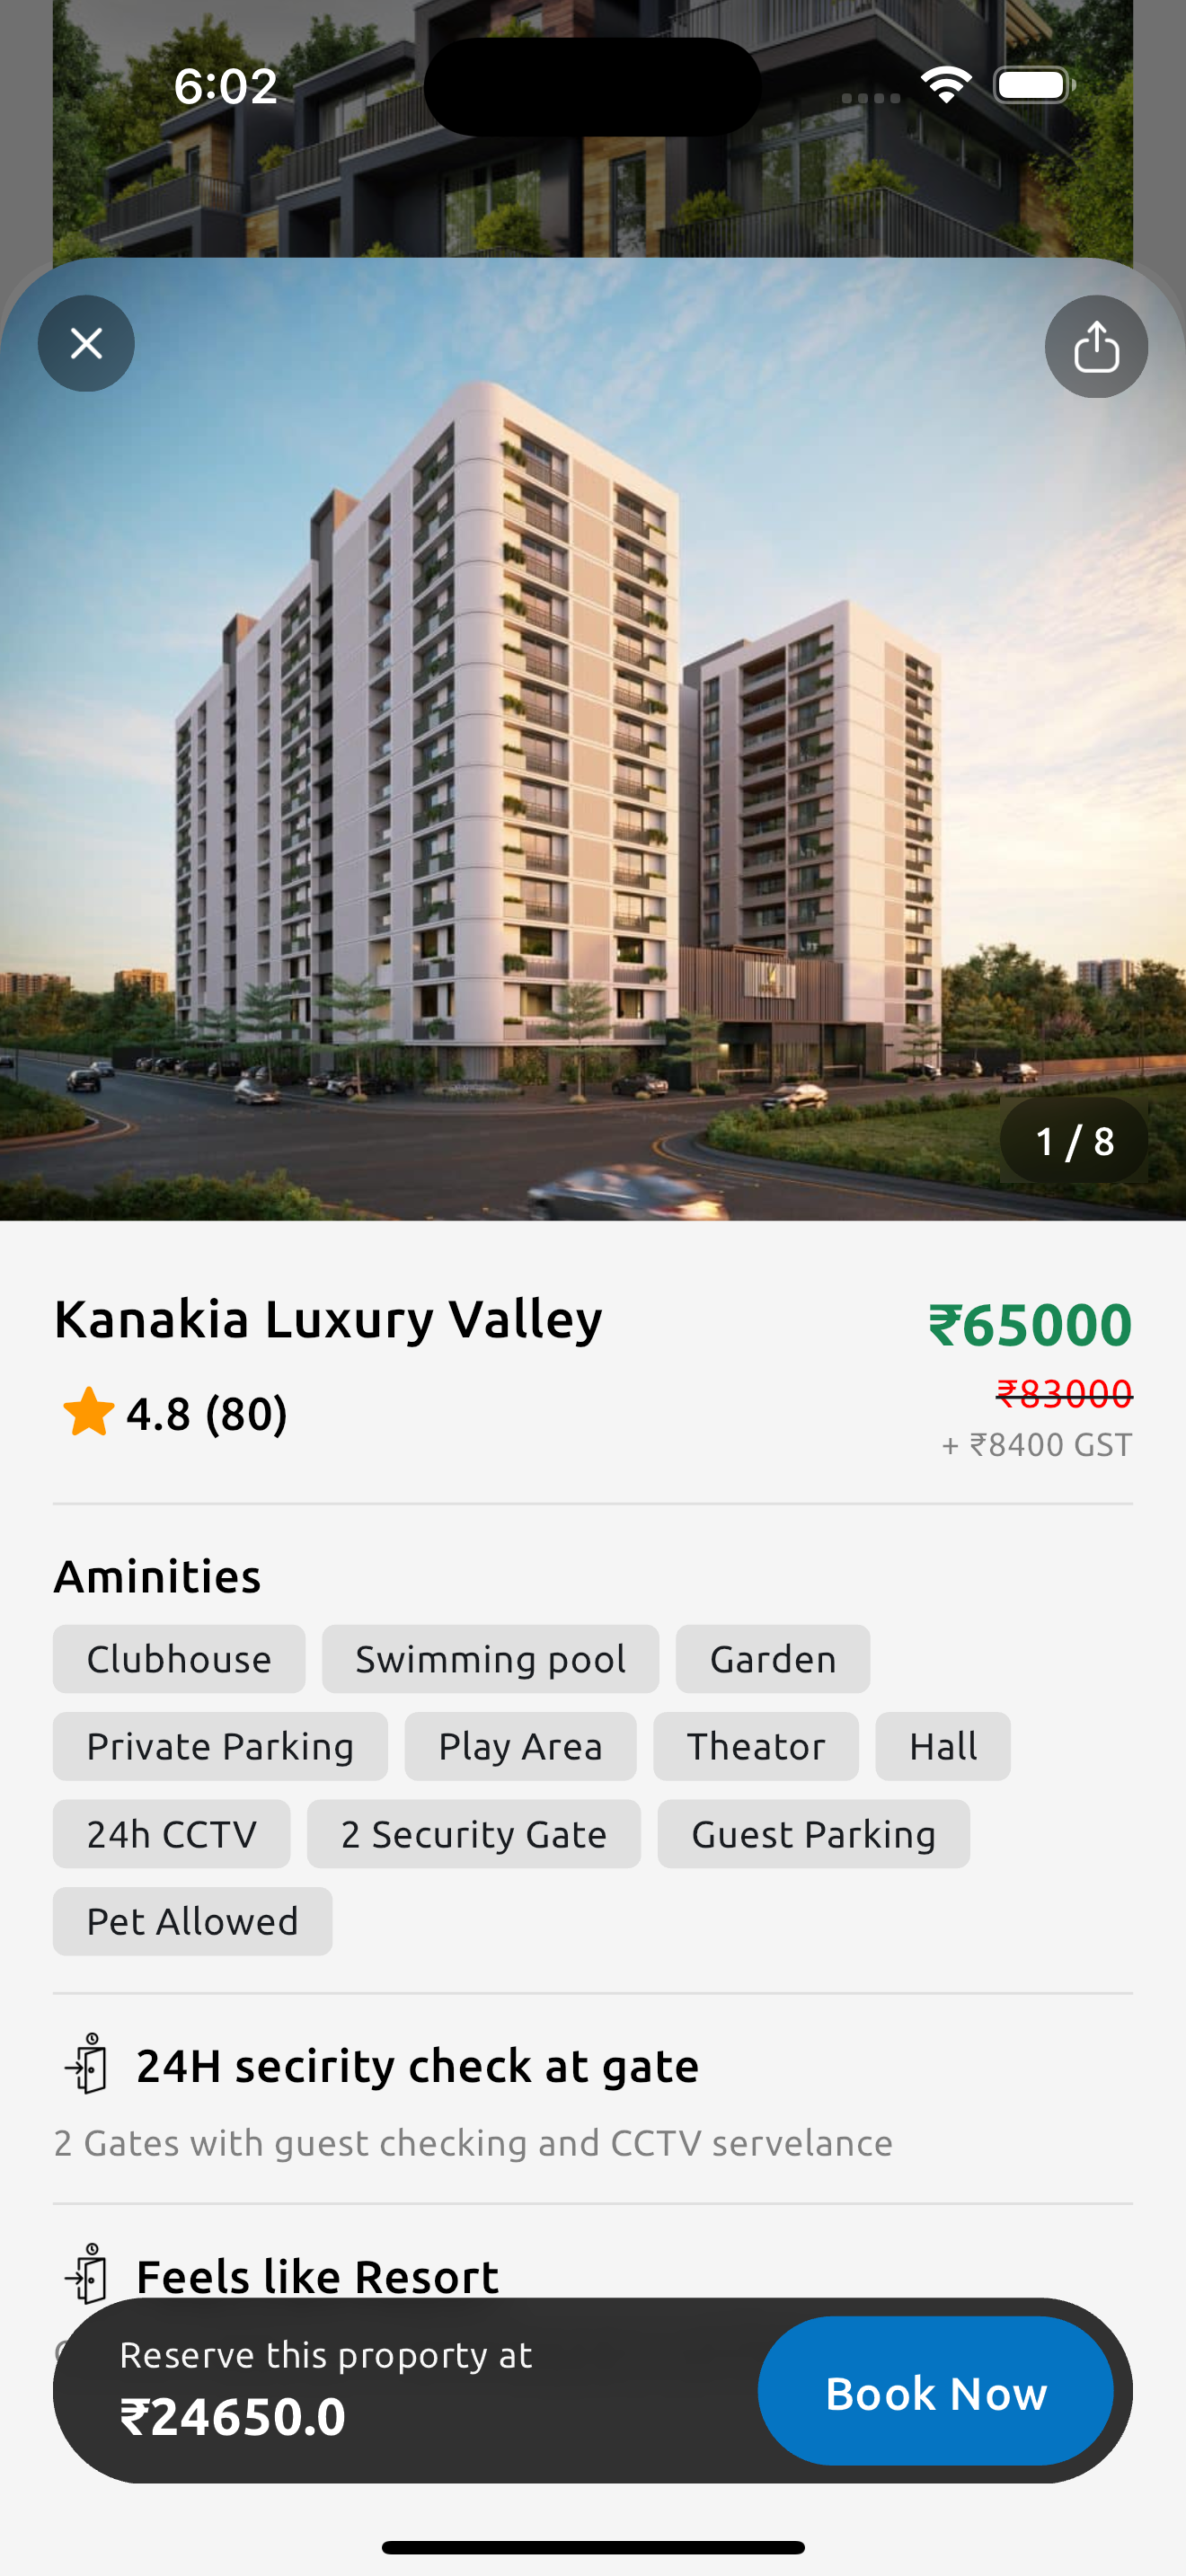 6:02
1 / 8
Kanakia Luxury Valley
₹65000
4.8 (80)
₹83000
+ ₹8400 GST
Aminities
Clubhouse Swimming pool Garden
Private Parking Play Area Theator Hall
24h CCTV 2 Security Gate Guest Parking
Pet Allowed
24H secirity check at gate
2 Gates with guest checking and CCTV servelance
Feels like Resort
Reserve this proporty at
₹24650.0
Book Now